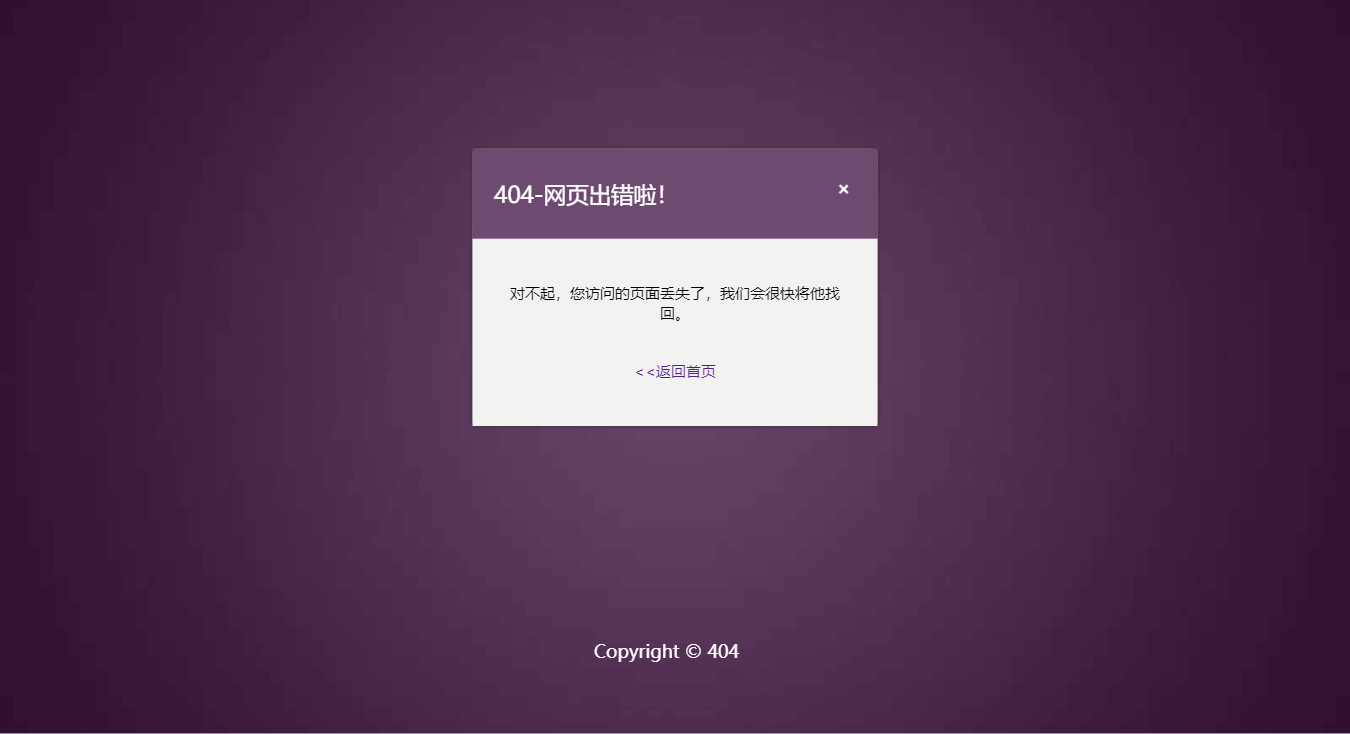 404-网页出错啦！
×
对不起，您访问的页面丢失了，我们会很快将他找
回。
<<返回首页
Copyright © 404